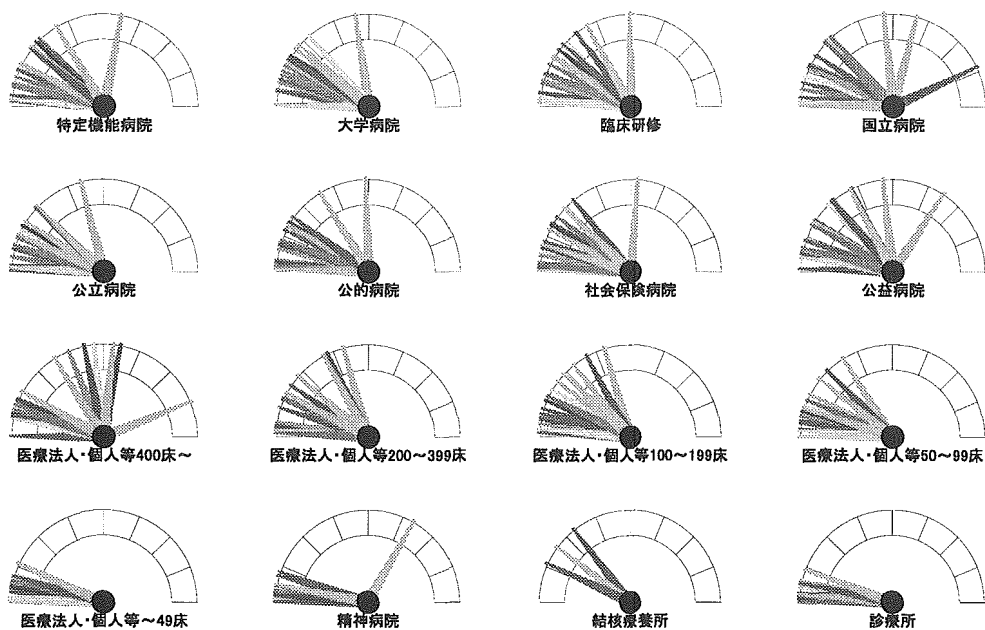 特定機能病院
大学病院
臨床研修
国立病院
公立病院
公的病院
社会保険病院
公益病院
医療法人・個人等400床～
医療法人・個人等200～399床
医療法人・個人等100～199床
医療法人・個人等50～99床
医療法人・個人等～49床
精神病院
結核療養所
診療所